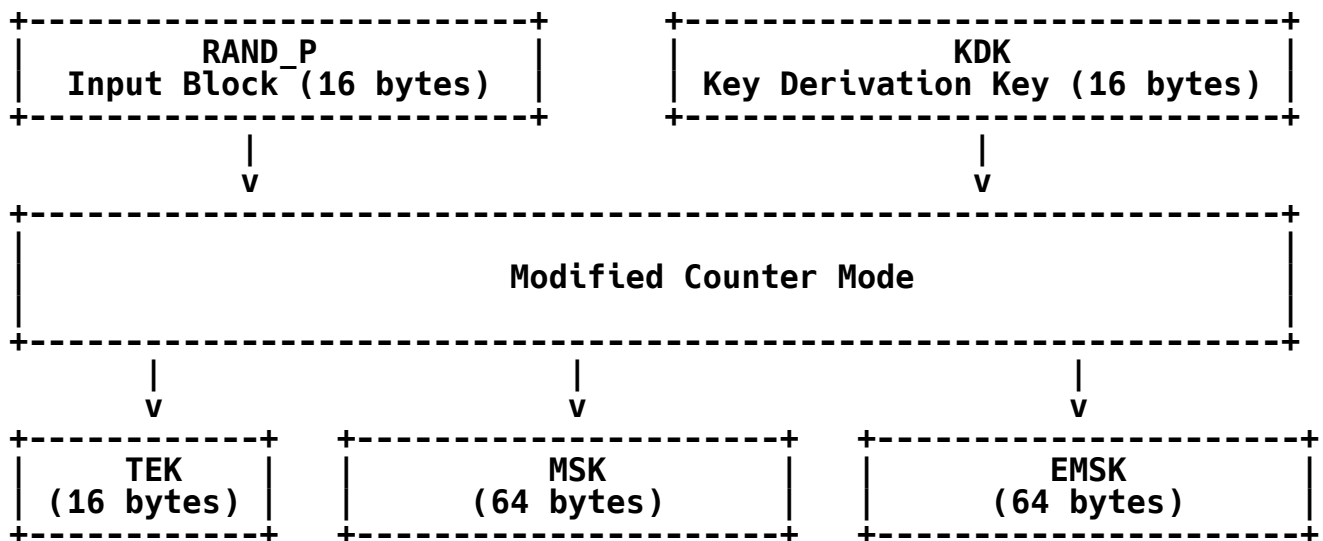 RAND_P KDK
Input Block (16 bytes) Key Derivation Key (16 bytes)
Modified Counter Mode
TEK MSK EMSK
(16 bytes) (64 bytes) (64 bytes)